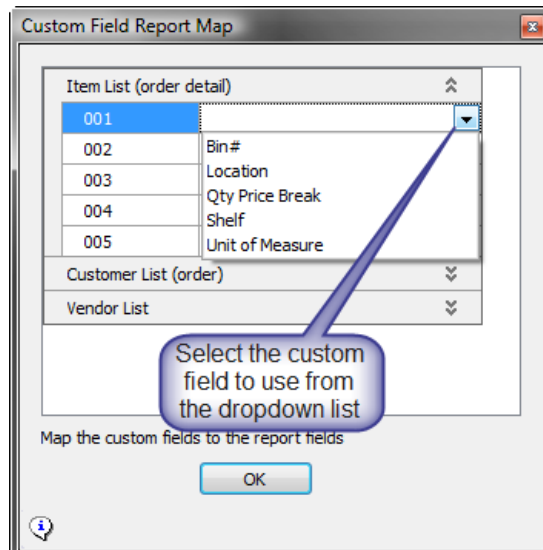 Custom Field Report Map
Item List (order detail)
001
002
003
004
005
Bin#
Location
Qty Price Break
Shelf
Unit of Measure
Customer List (order)
Vendor List
Select the custom
field to use from
the dropdown list
Map the custom fields to the report fields
OK